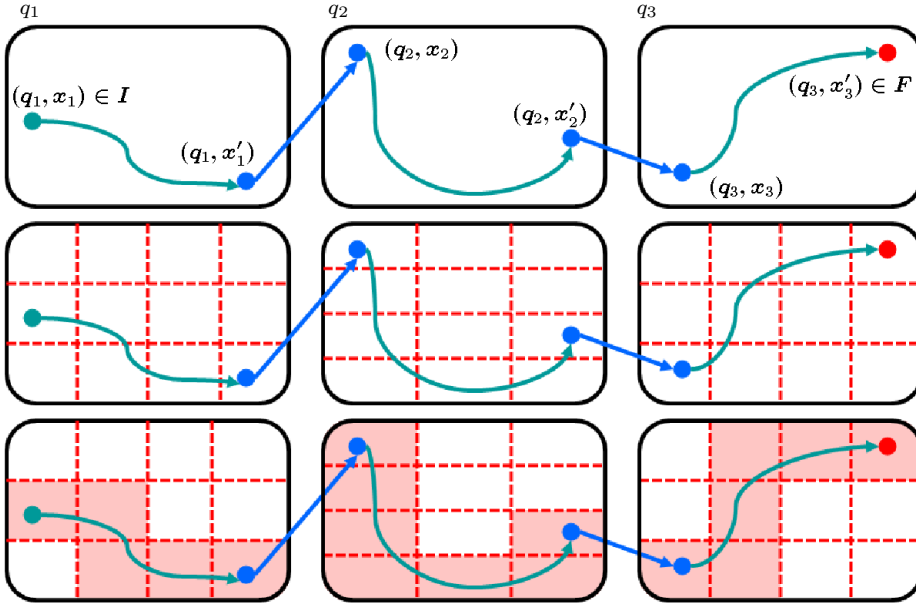 q₁ q₂ q₃
(q₂, x₂)
(q₃, x₃′) ∈ F
(q₁, x₁) ∈ I
(q₂, x₂′)
(q₁, x₁′)
(q₃, x₃)